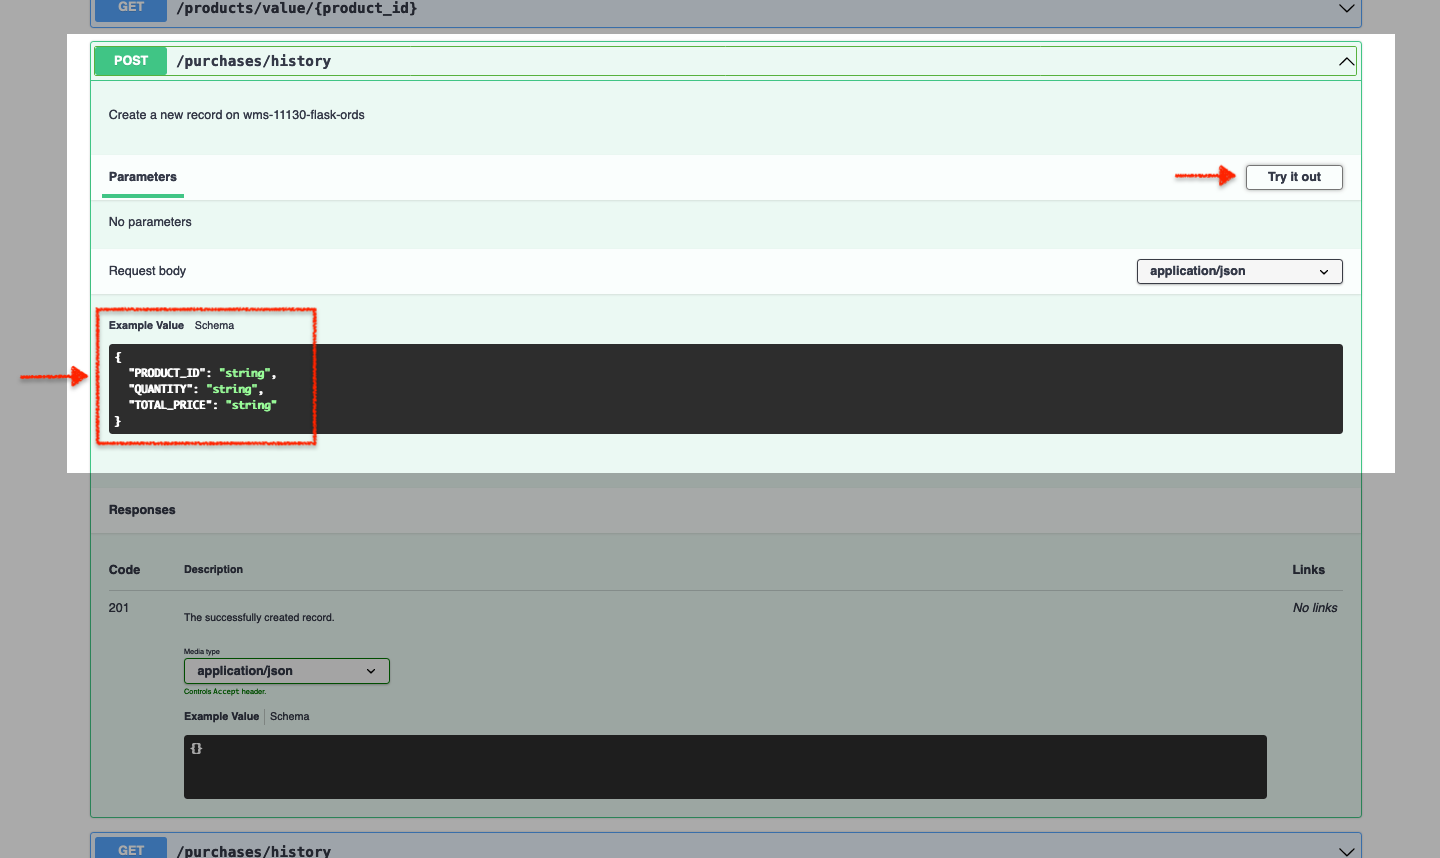 GET /products/value/{product_id}
POST /purchases/history
Create a new record on wms-11130-flask-ords
Parameters
Try it out
No parameters
Request body
application/json
Example Value Schema
{
"PRODUCT_ID": "string",
"QUANTITY": "string",
"TOTAL_PRICE": "string"
}
Responses
Code Description Links
201 The successfully created record. No links
Media type
application/json
Controls Accept header.
Example Value Schema
{}
GET /purchases/history